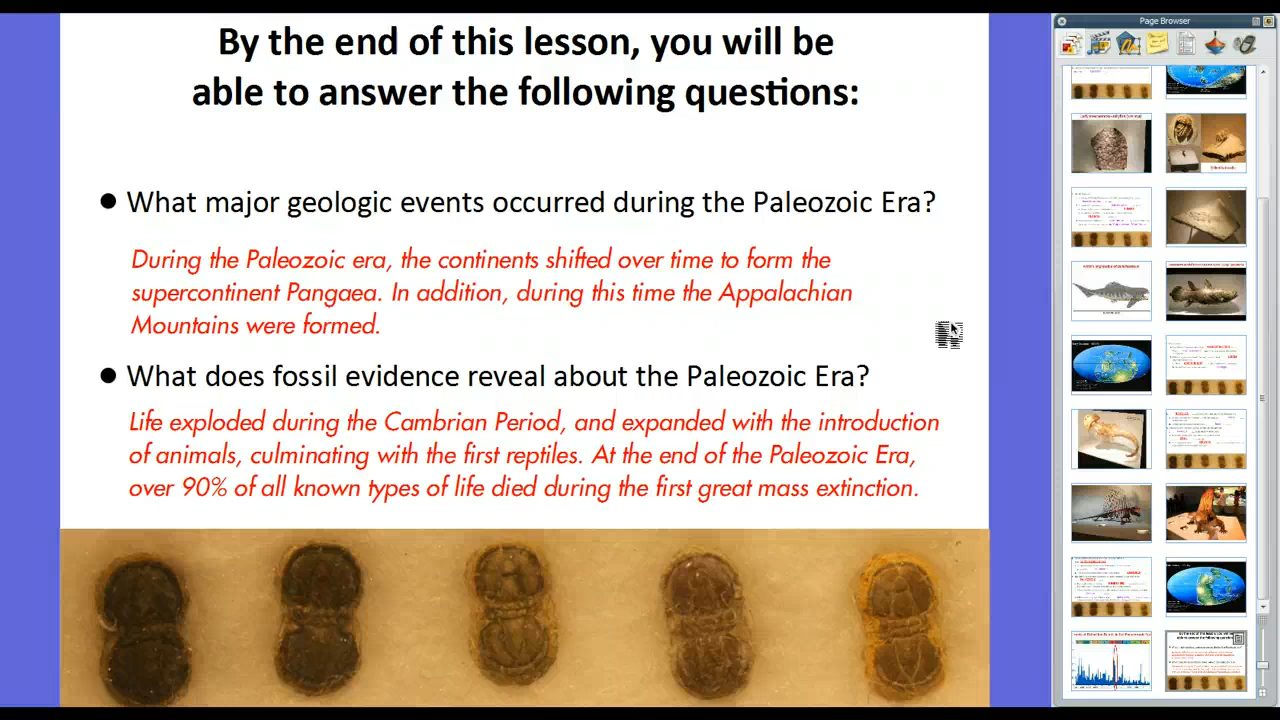 By the end of this lesson, you will be
able to answer the following questions:
● What major geologic events occurred during the Paleozoic Era?
During the Paleozoic era, the continents shifted over time to form the
supercontinent Pangaea. In addition, during this time the Appalachian
Mountains were formed.
● What does fossil evidence reveal about the Paleozoic Era?
Life exploded during the Cambrian Period, and expanded with the introduction
of animals, culminating with the first reptiles. At the end of the Paleozoic Era,
over 90% of all known types of life died during the first great mass extinction.
Page Browser